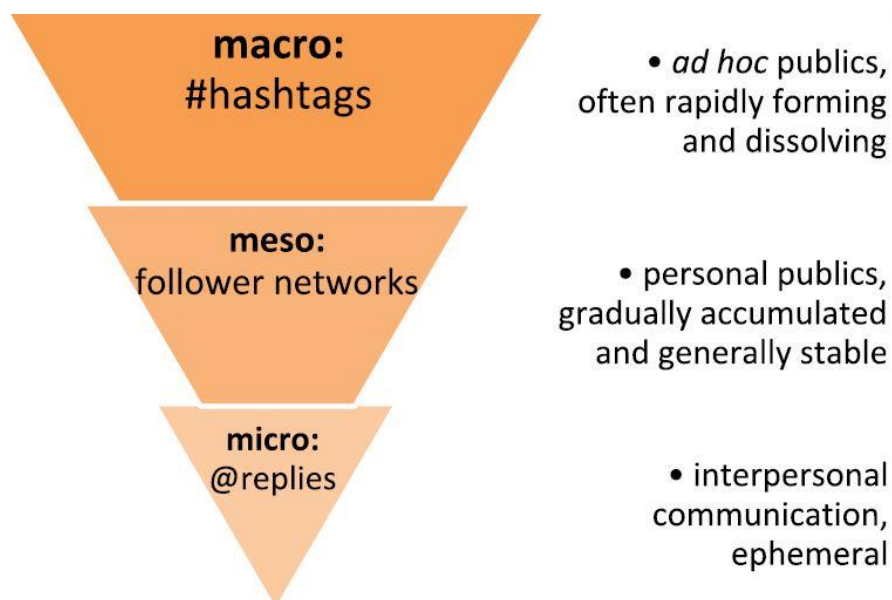 macro:
#hashtags
• ad hoc publics,
often rapidly forming
and dissolving
meso:
follower networks
• personal publics,
gradually accumulated
and generally stable
micro:
@replies
• interpersonal
communication,
ephemeral